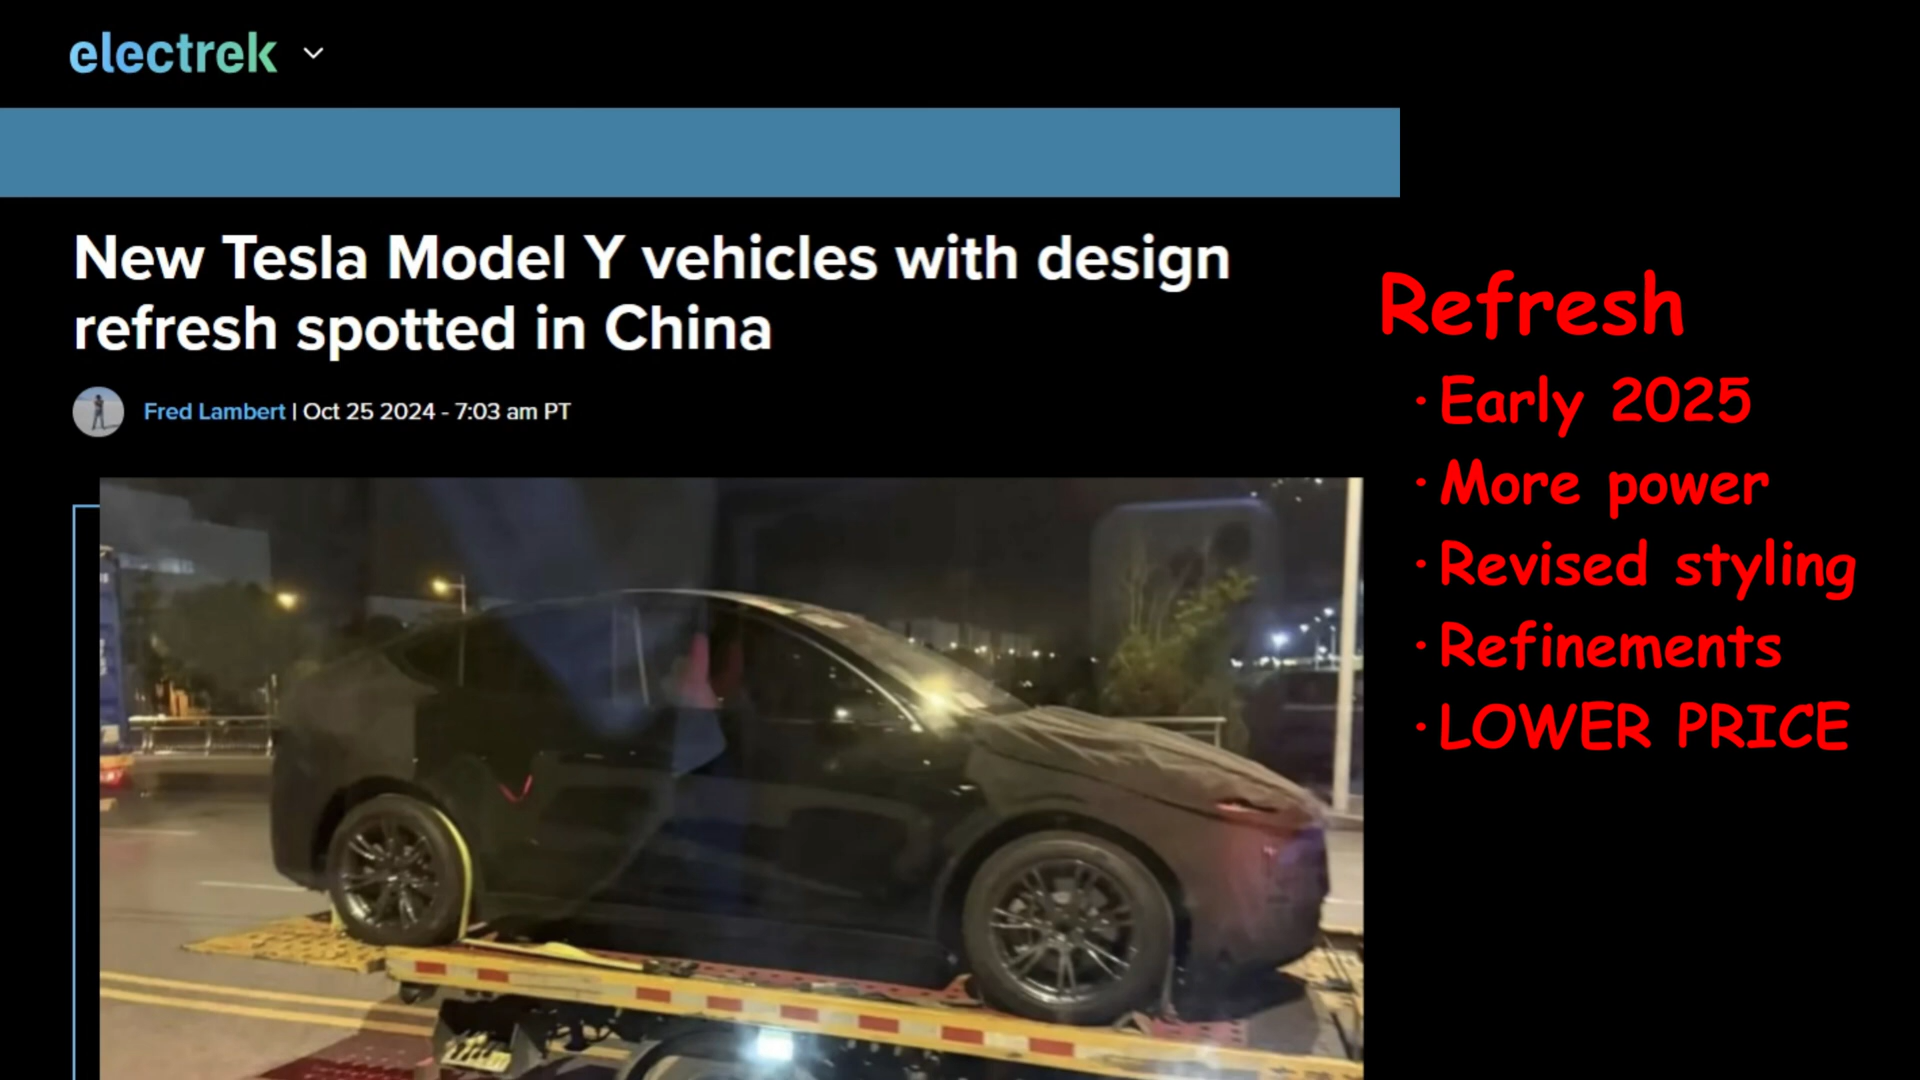 electrek
New Tesla Model Y vehicles with design
refresh spotted in China
Fred Lambert | Oct 25 2024 - 7:03 am PT
Refresh
· Early 2025
· More power
· Revised styling
· Refinements
· LOWER PRICE